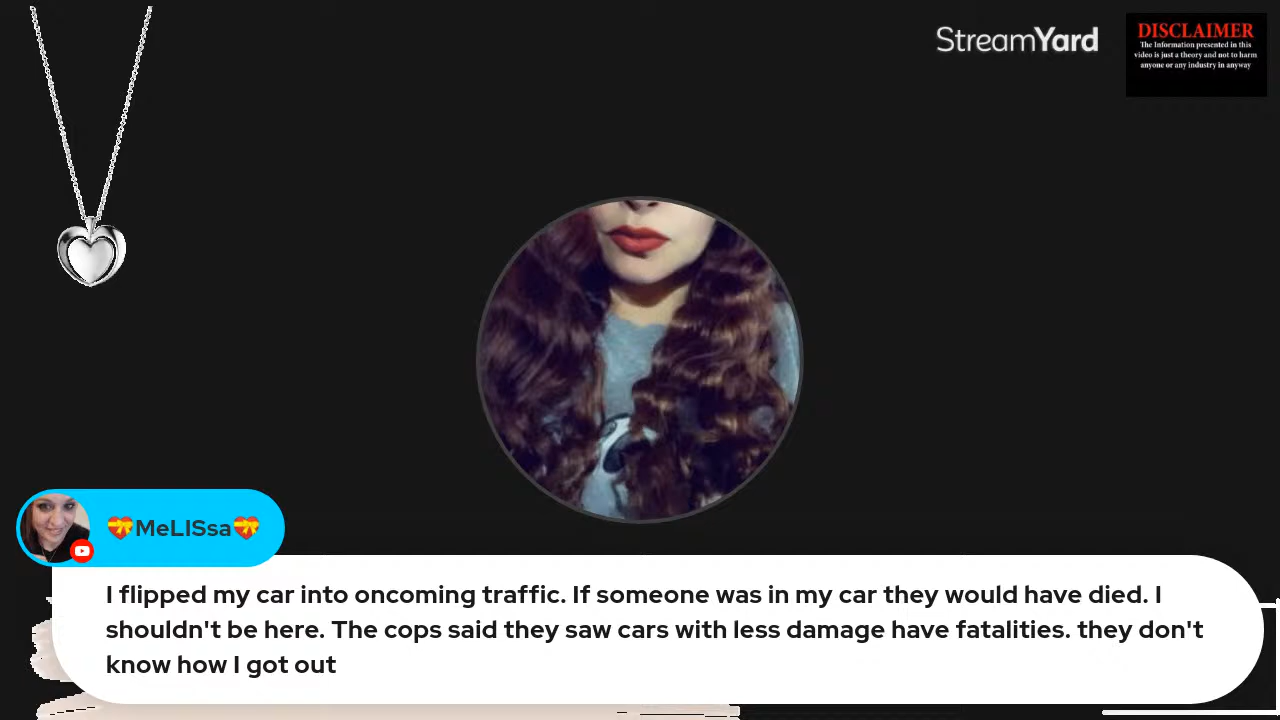 StreamYard
DISCLAIMER
The Information presented in this
video is just a theory and not to harm
anyone or any industry in anyway
MeLISsa
I flipped my car into oncoming traffic. If someone was in my car they would have died. I
shouldn't be here. The cops said they saw cars with less damage have fatalities. they don't
know how I got out